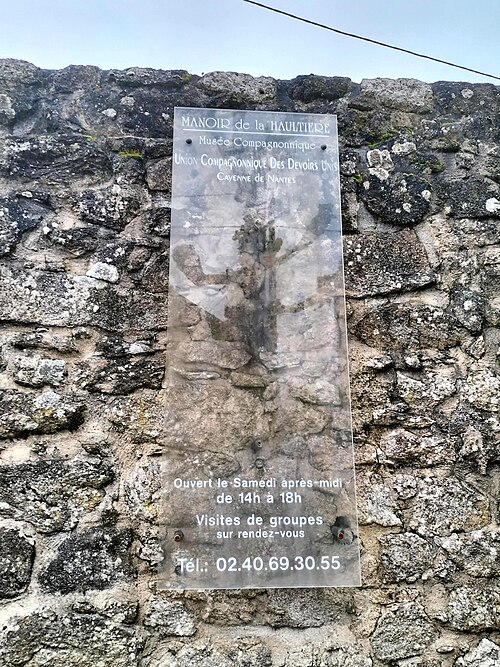 MANOIR de la HAULTIERE
Musée Compagnonnique
UNION COMPAGNONNIQUE DES DEVOIRS UNIS
CAYENNE DE NANTES
Ouvert le Samedi après-midi
de 14h à 18h
Visites de groupes
sur rendez-vous
Tél.: 02.40.69.30.55